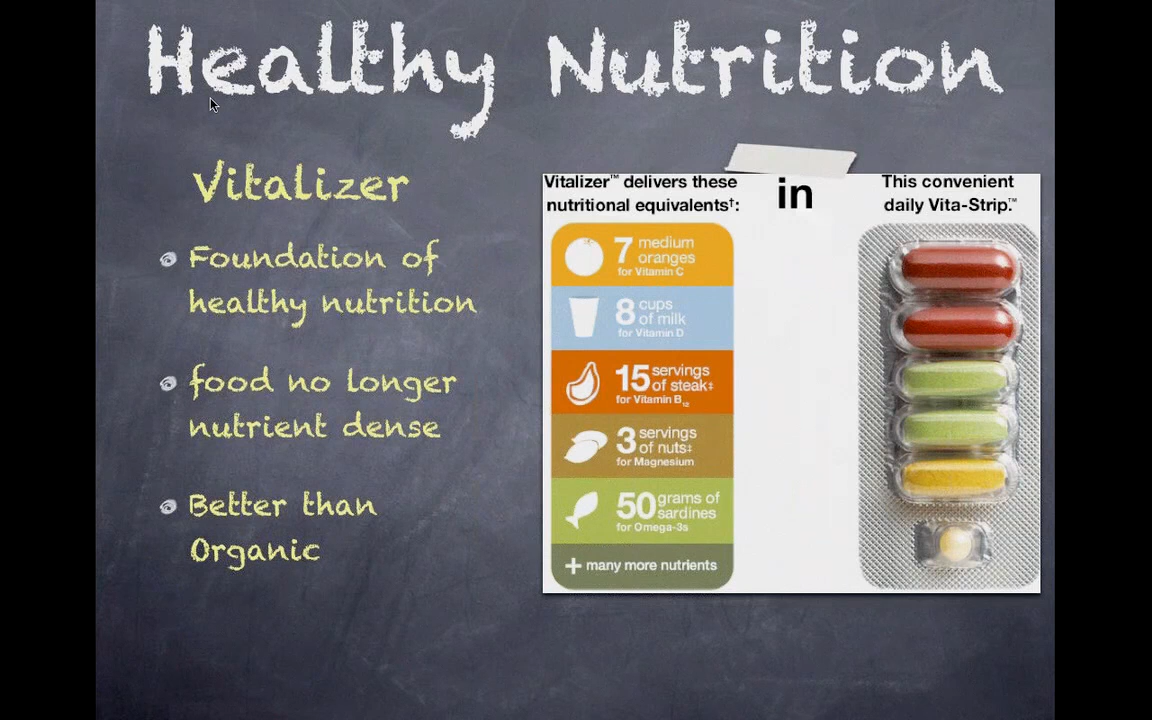 Healthy Nutrition
Vitalizer
Foundation of
healthy nutrition
food no longer
nutrient dense
Better than
Organic
Vitalizer™ delivers these
nutritional equivalents†:
in
This convenient
daily Vita-Strip.™
7 medium
oranges
for Vitamin C
8 cups
of milk
for Vitamin D
15 servings
of steak‡
for Vitamin B12
3 servings
of nuts‡
for Magnesium
50 grams of
sardines
for Omega-3s
+ many more nutrients